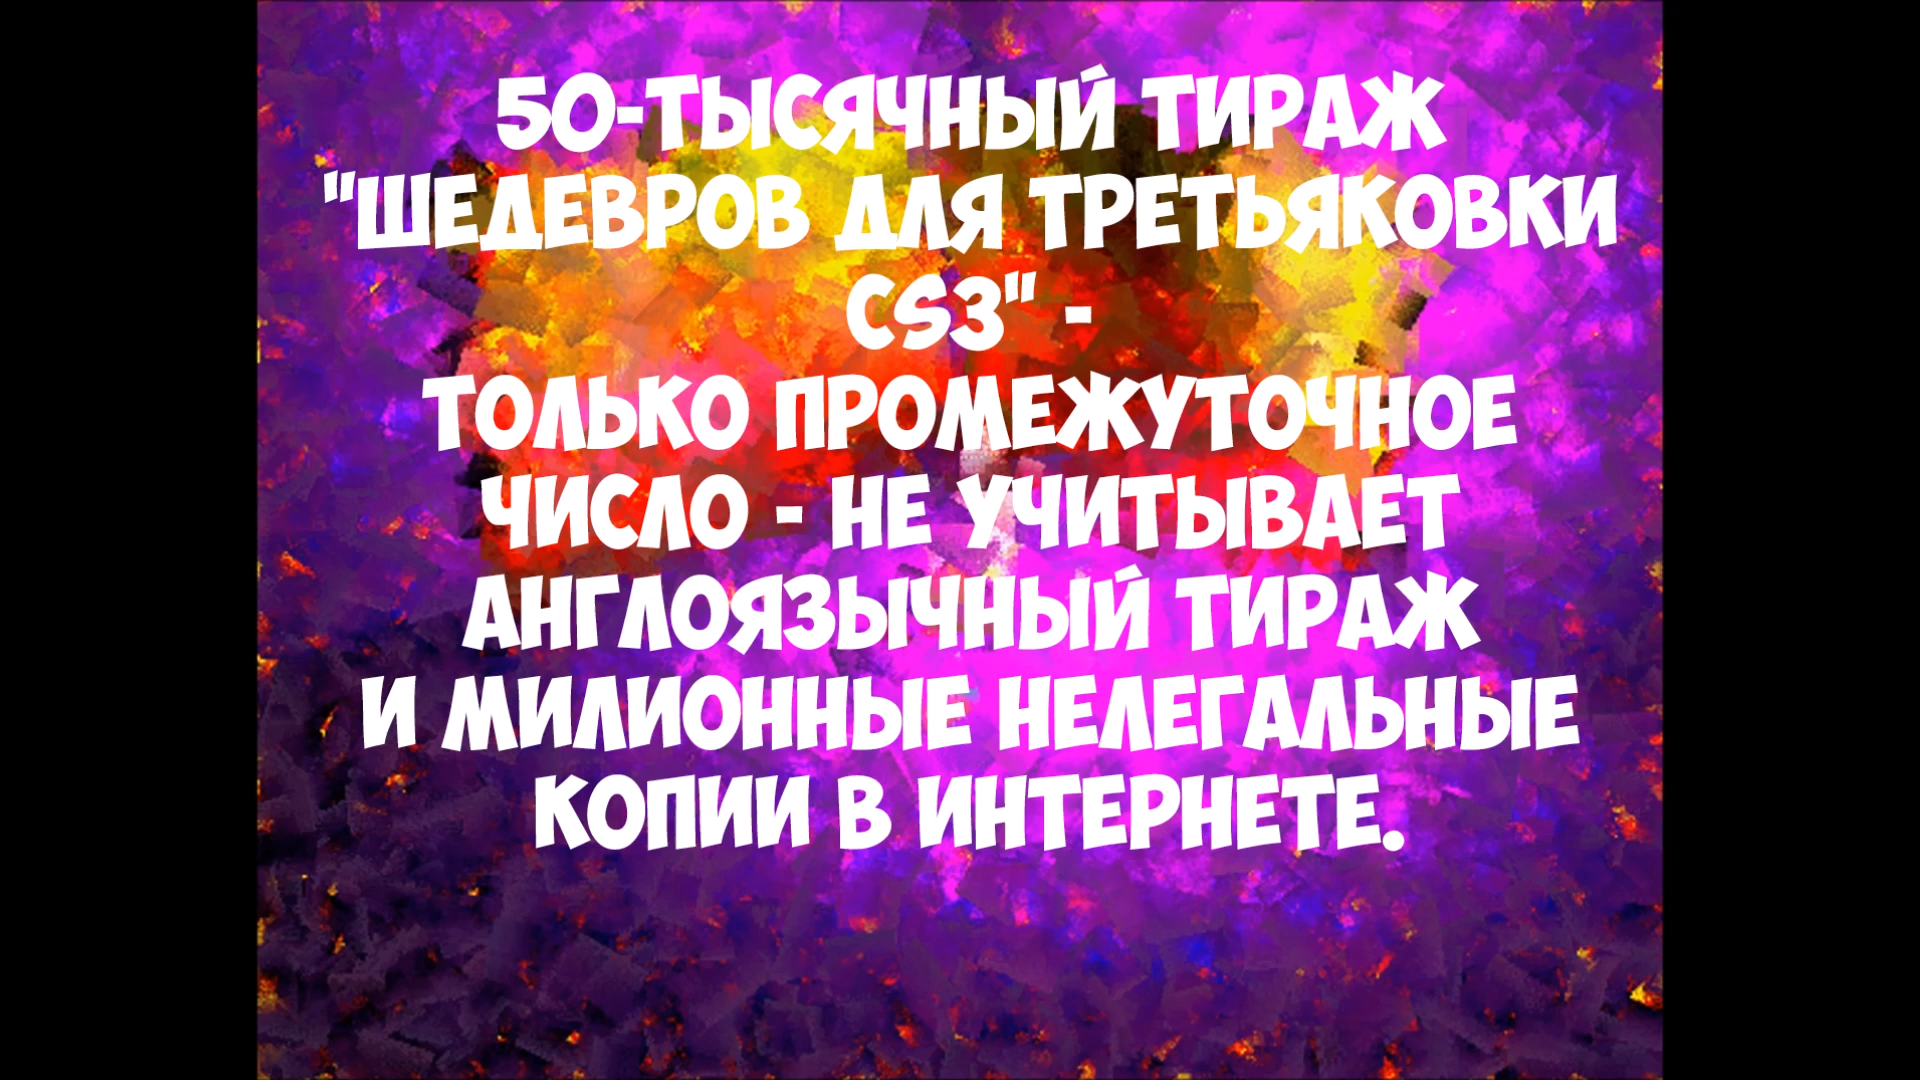 50-ТЫСЯЧНЫЙ ТИРАЖ
"ШЕДЕВРОВ ДЛЯ ТРЕТЬЯКОВКИ
CS3" -
ТОЛЬКО ПРОМЕЖУТОЧНОЕ
ЧИСЛО - НЕ УЧИТЫВАЕТ
АНГЛОЯЗЫЧНЫЙ ТИРАЖ
И МИЛИОННЫЕ НЕЛЕГАЛЬНЫЕ
КОПИИ В ИНТЕРНЕТЕ.